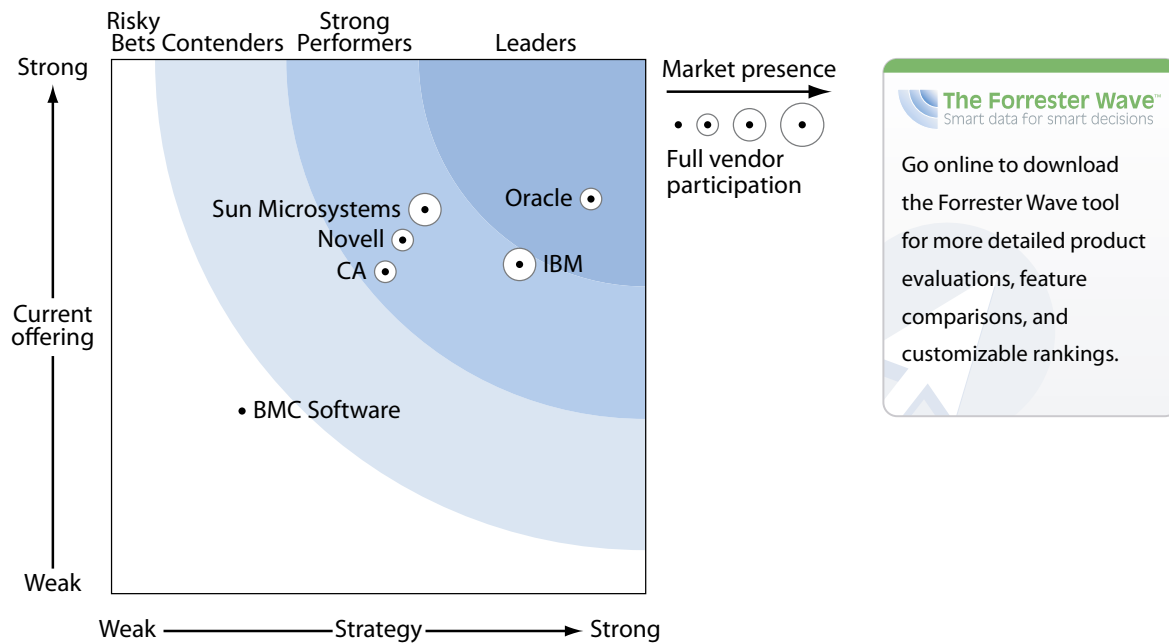 Risky
Bets
Contenders
Strong
Performers
Leaders
Strong
Current
offering
Weak
Sun Microsystems
Novell
CA
Oracle
IBM
BMC Software
Weak
Strategy
Strong
Market presence
Full vendor
participation
The Forrester Wave™
Smart data for smart decisions
Go online to download
the Forrester Wave tool
for more detailed product
evaluations, feature
comparisons, and
customizable rankings.